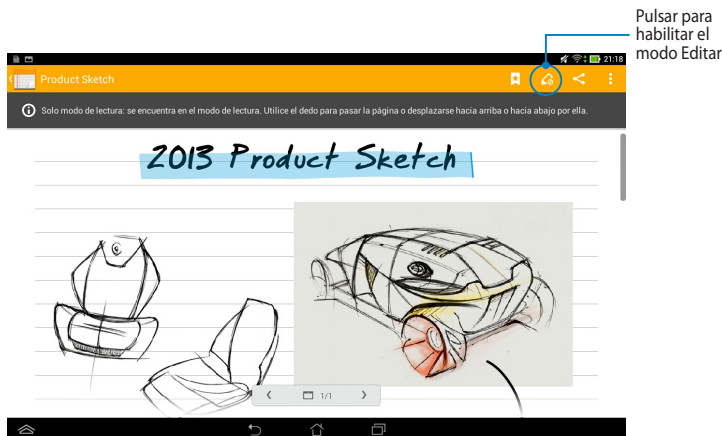 Pulsar para
habilitar el
modo Editar
21:18
Product Sketch
Solo modo de lectura: se encuentra en el modo de lectura. Utilice el dedo para pasar la página o desplazarse hacia arriba o hacia abajo por ella.
2013 Product Sketch
1/1